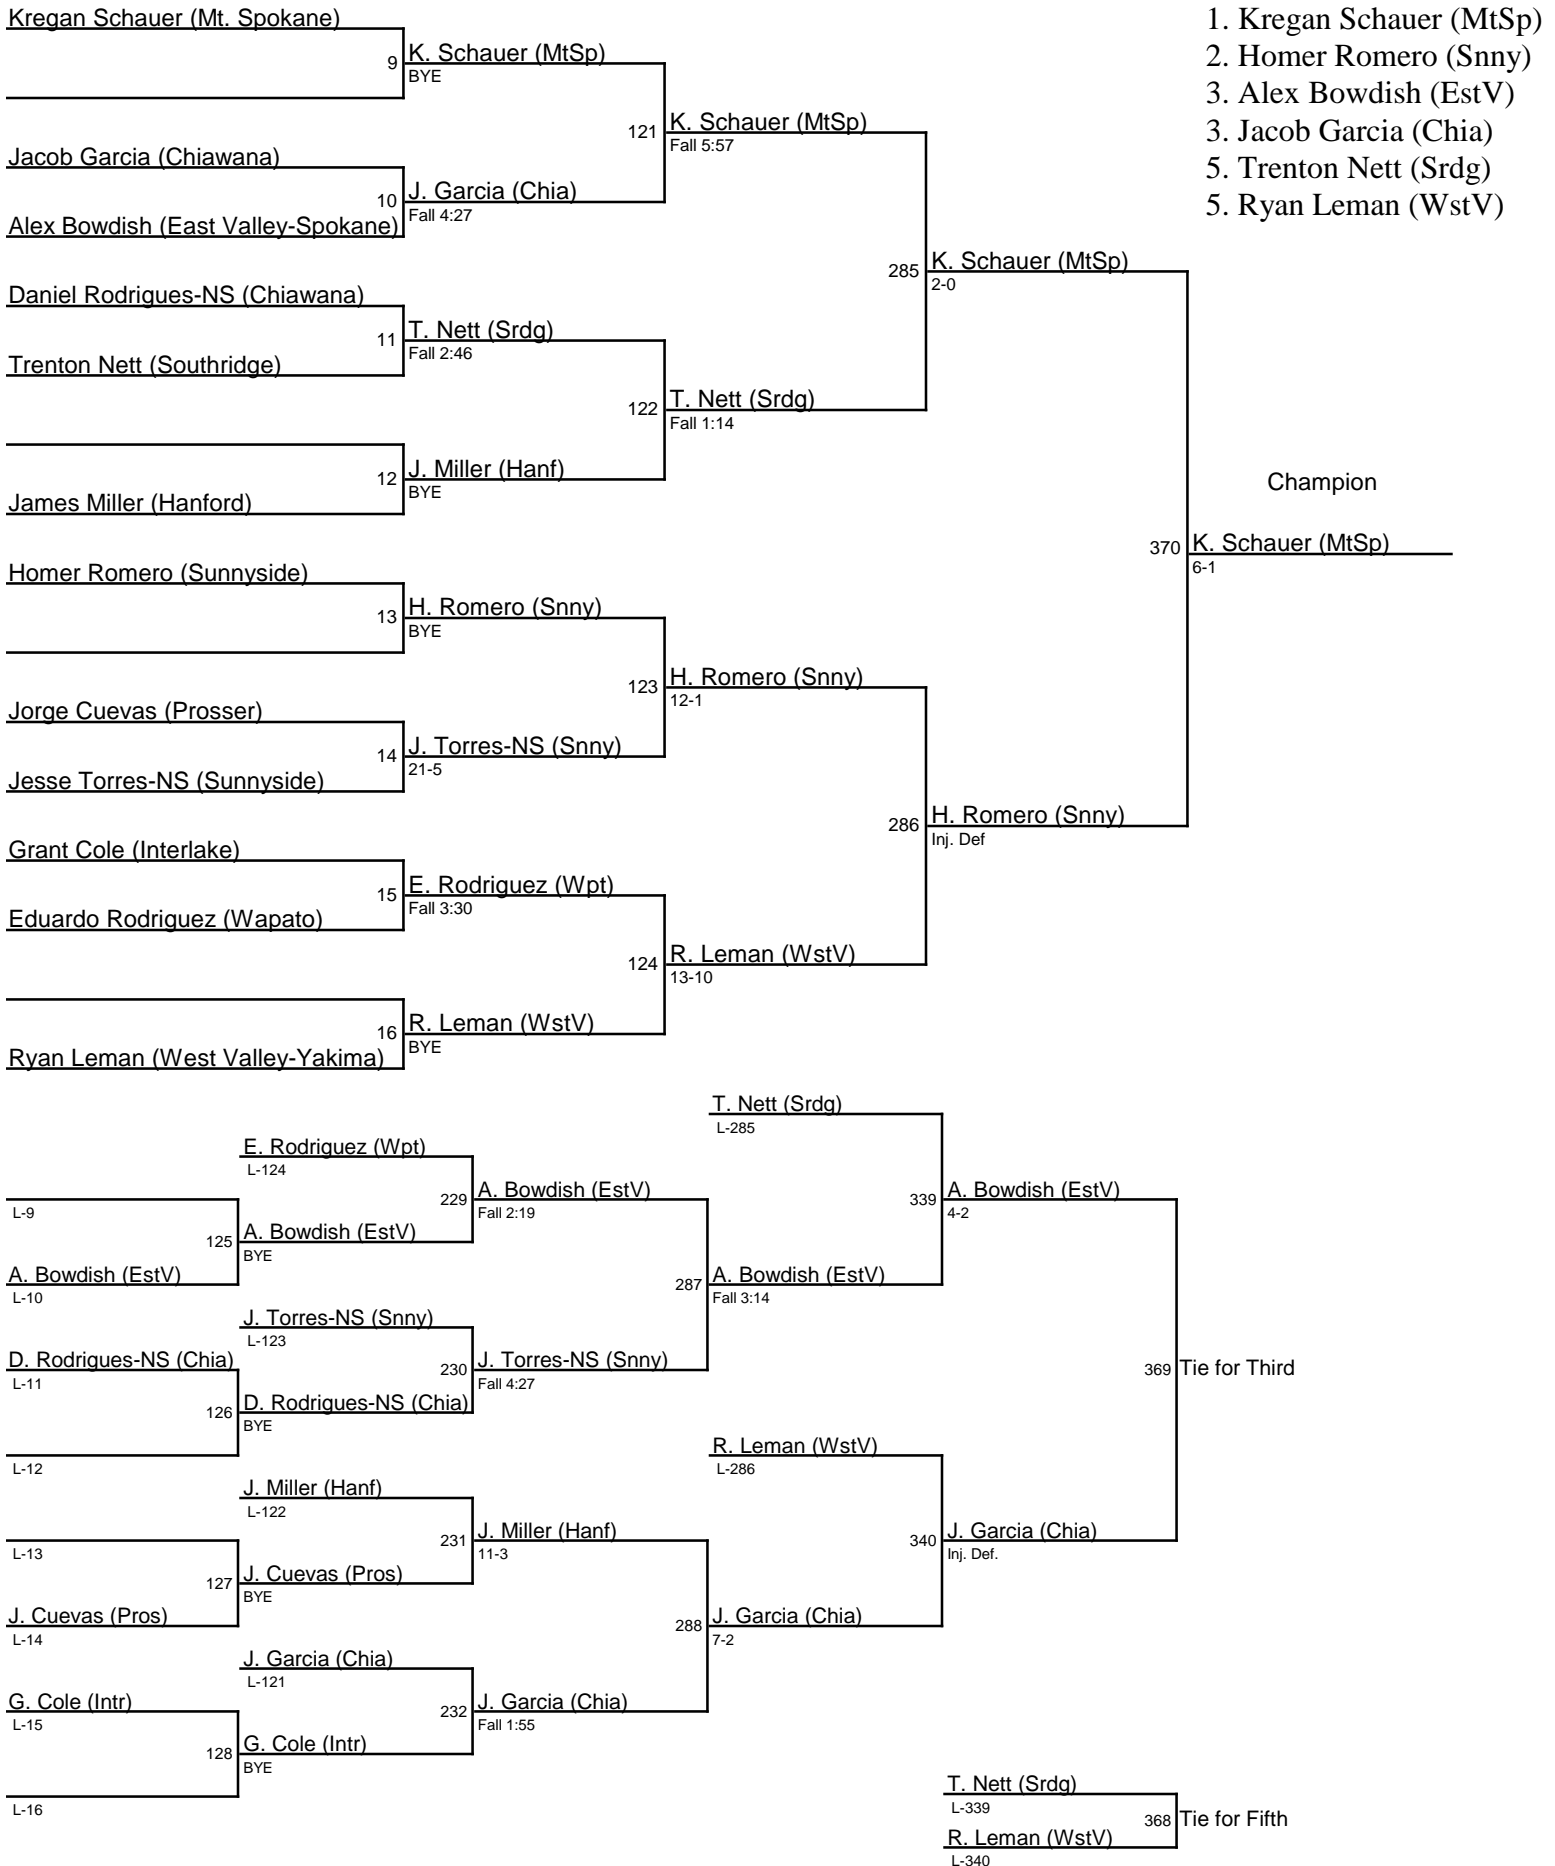 Kregan Schauer (Mt. Spokane)
9
K. Schauer (MtSp)
BYE
Jacob Garcia (Chiawana)
10
J. Garcia (Chia)
Fall 4:27
Alex Bowdish (East Valley-Spokane)
121
K. Schauer (MtSp)
Fall 5:57
Daniel Rodrigues-NS (Chiawana)
11
T. Nett (Srdg)
Fall 2:46
Trenton Nett (Southridge)
122
T. Nett (Srdg)
Fall 1:14
12
J. Miller (Hanf)
BYE
James Miller (Hanford)
285
K. Schauer (MtSp)
2-0
Homer Romero (Sunnyside)
13
H. Romero (Snny)
BYE
123
H. Romero (Snny)
12-1
Jorge Cuevas (Prosser)
14
J. Torres-NS (Snny)
21-5
Jesse Torres-NS (Sunnyside)
286
H. Romero (Snny)
Inj. Def
Grant Cole (Interlake)
15
E. Rodriguez (Wpt)
Fall 3:30
Eduardo Rodriguez (Wapato)
124
R. Leman (WstV)
13-10
16
R. Leman (WstV)
BYE
Ryan Leman (West Valley-Yakima)
Champion
370
K. Schauer (MtSp)
6-1
1. Kregan Schauer (MtSp)
2. Homer Romero (Snny)
3. Alex Bowdish (EstV)
3. Jacob Garcia (Chia)
5. Trenton Nett (Srdg)
5. Ryan Leman (WstV)
T. Nett (Srdg)
L-285
E. Rodriguez (Wpt)
L-124
229
A. Bowdish (EstV)
Fall 2:19
339
A. Bowdish (EstV)
4-2
L-9
125
A. Bowdish (EstV)
BYE
A. Bowdish (EstV)
L-10
287
A. Bowdish (EstV)
Fall 3:14
J. Torres-NS (Snny)
L-123
230
J. Torres-NS (Snny)
Fall 4:27
D. Rodrigues-NS (Chia)
L-11
126
D. Rodrigues-NS (Chia)
BYE
L-12
369
Tie for Third
R. Leman (WstV)
L-286
J. Miller (Hanf)
L-122
231
J. Miller (Hanf)
11-3
340
J. Garcia (Chia)
Inj. Def.
L-13
127
J. Cuevas (Pros)
BYE
J. Cuevas (Pros)
L-14
288
J. Garcia (Chia)
7-2
J. Garcia (Chia)
L-121
232
J. Garcia (Chia)
Fall 1:55
G. Cole (Intr)
L-15
128
G. Cole (Intr)
BYE
L-16
T. Nett (Srdg)
L-339
368
Tie for Fifth
R. Leman (WstV)
L-340